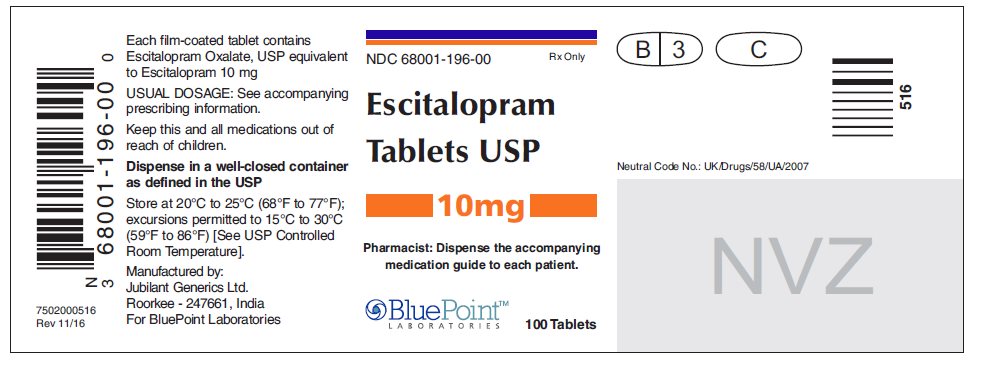 N
3 68001-196-00 0
7502000516
Rev 11/16
Each film-coated tablet contains
Escitalopram Oxalate, USP equivalent
to Escitalopram 10 mg
USUAL DOSAGE: See accompanying
prescribing information.
Keep this and all medications out of
reach of children.
Dispense in a well-closed container
as defined in the USP
Store at 20°C to 25°C (68°F to 77°F);
excursions permitted to 15°C to 30°C
(59°F to 86°F) [See USP Controlled
Room Temperature].
Manufactured by:
Jubilant Generics Ltd.
Roorkee - 247661, India
For BluePoint Laboratories
NDC 68001-196-00 Rx Only
Escitalopram
Tablets USP
10mg
Pharmacist: Dispense the accompanying
medication guide to each patient.
BluePoint™
LABORATORIES
100 Tablets
B 3 C
516
Neutral Code No.: UK/Drugs/58/UA/2007
NVZ